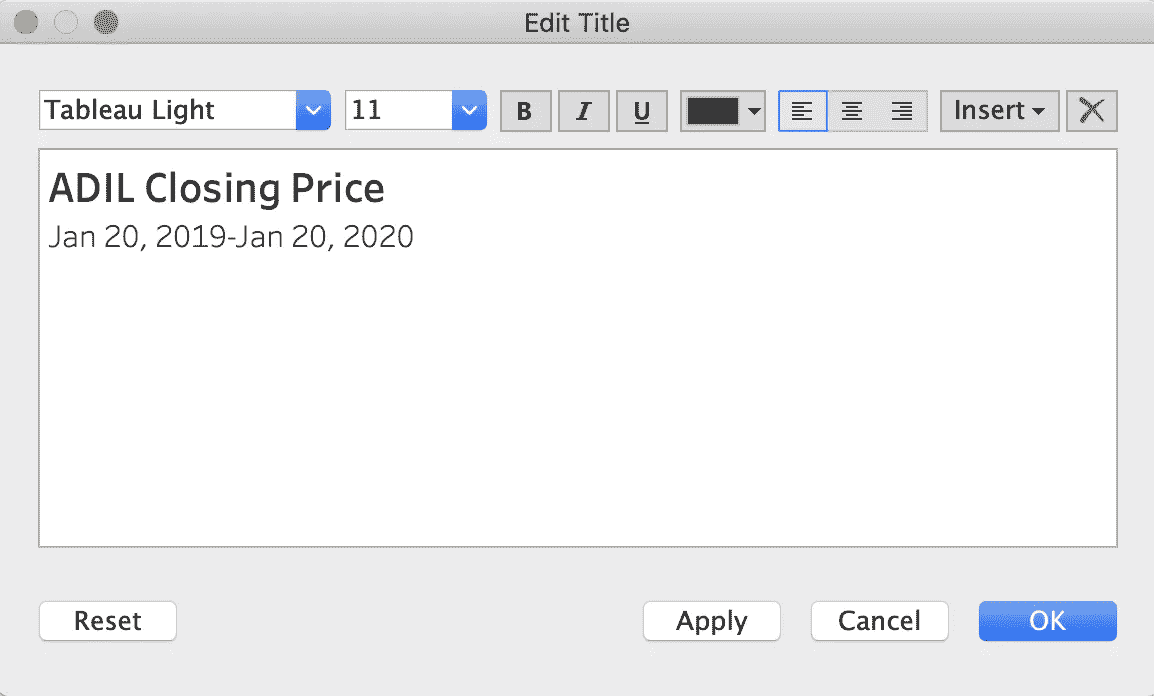 Edit Title
Tableau Light 11 B I U Insert
ADIL Closing Price
Jan 20, 2019-Jan 20, 2020
Reset Apply Cancel OK